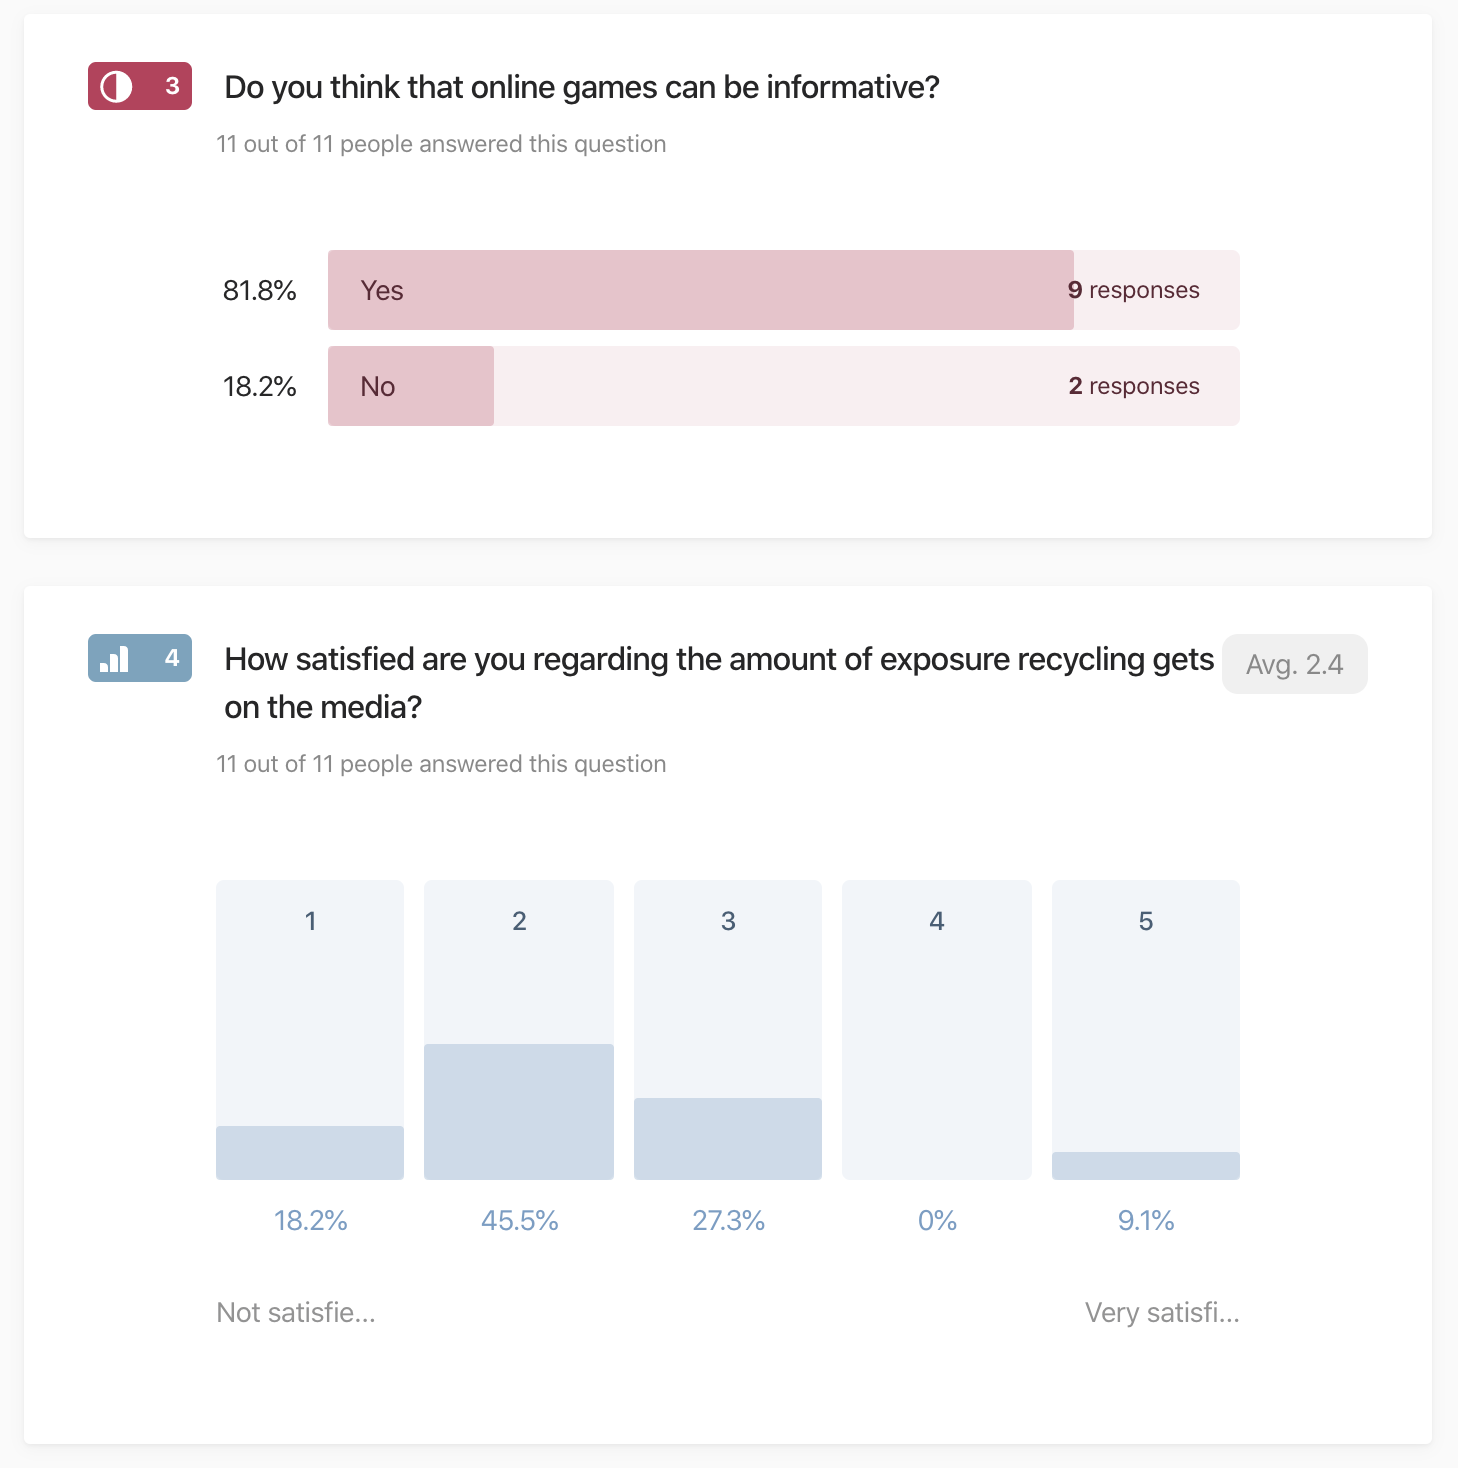 3 Do you think that online games can be informative?
11 out of 11 people answered this question
81.8% Yes 9 responses
18.2% No 2 responses
4 How satisfied are you regarding the amount of exposure recycling gets Avg. 2.4
on the media?
11 out of 11 people answered this question
1 2 3 4 5
18.2% 45.5% 27.3% 0% 9.1%
Not satisfie... Very satisfi...